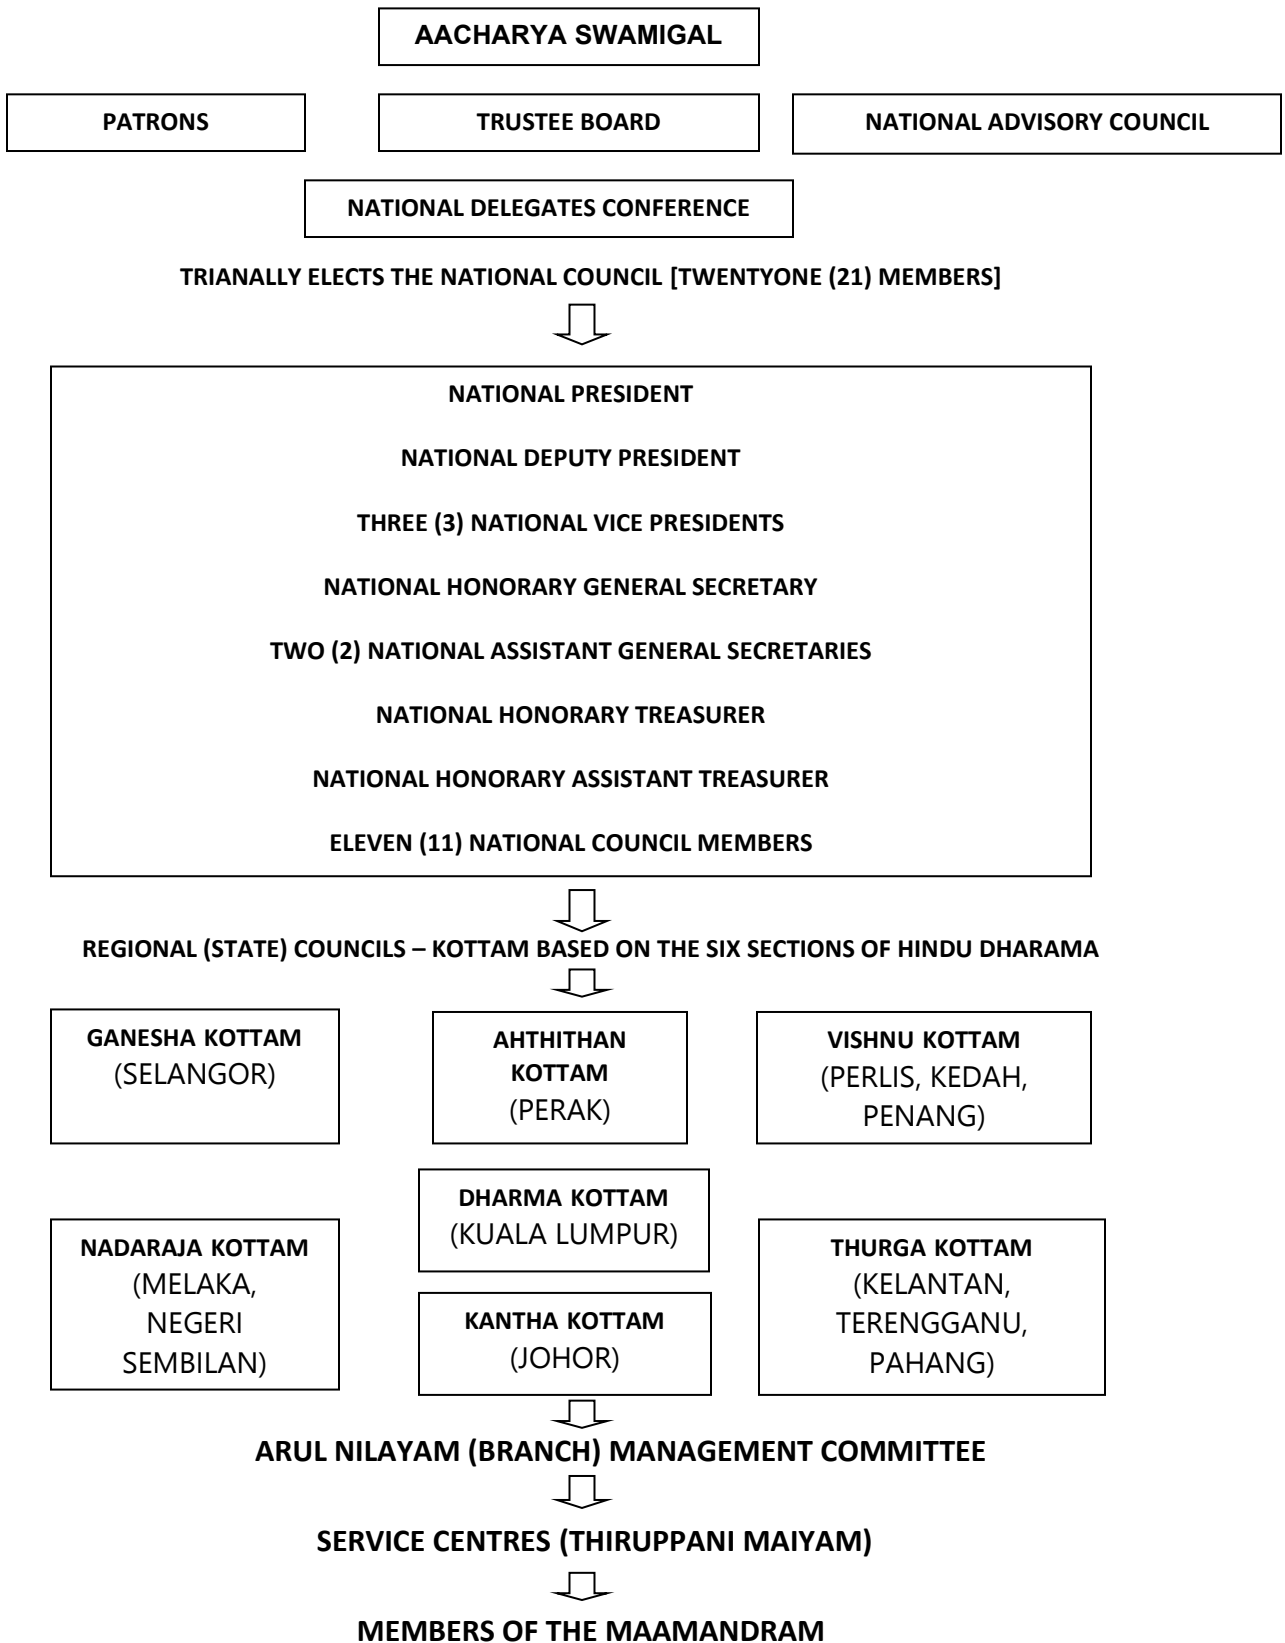 AACHARYA SWAMIGAL
PATRONS
TRUSTEE BOARD
NATIONAL ADVISORY COUNCIL
NATIONAL DELEGATES CONFERENCE
TRIANALLY ELECTS THE NATIONAL COUNCIL [TWENTYONE (21) MEMBERS]
NATIONAL PRESIDENT
NATIONAL DEPUTY PRESIDENT
THREE (3) NATIONAL VICE PRESIDENTS
NATIONAL HONORARY GENERAL SECRETARY
TWO (2) NATIONAL ASSISTANT GENERAL SECRETARIES
NATIONAL HONORARY TREASURER
NATIONAL HONORARY ASSISTANT TREASURER
ELEVEN (11) NATIONAL COUNCIL MEMBERS
REGIONAL (STATE) COUNCILS – KOTTAM BASED ON THE SIX SECTIONS OF HINDU DHARAMA
GANESHA KOTTAM
(SELANGOR)
AHTHITHAN
KOTTAM
(PERAK)
VISHNU KOTTAM
(PERLIS, KEDAH,
PENANG)
NADARAJA KOTTAM
(MELAKA,
NEGERI
SEMBILAN)
DHARMA KOTTAM
(KUALA LUMPUR)
KANTHA KOTTAM
(JOHOR)
THURGA KOTTAM
(KELANTAN,
TERENGGANU,
PAHANG)
ARUL NILAYAM (BRANCH) MANAGEMENT COMMITTEE
SERVICE CENTRES (THIRUPPANI MAIYAM)
MEMBERS OF THE MAAMANDRAM